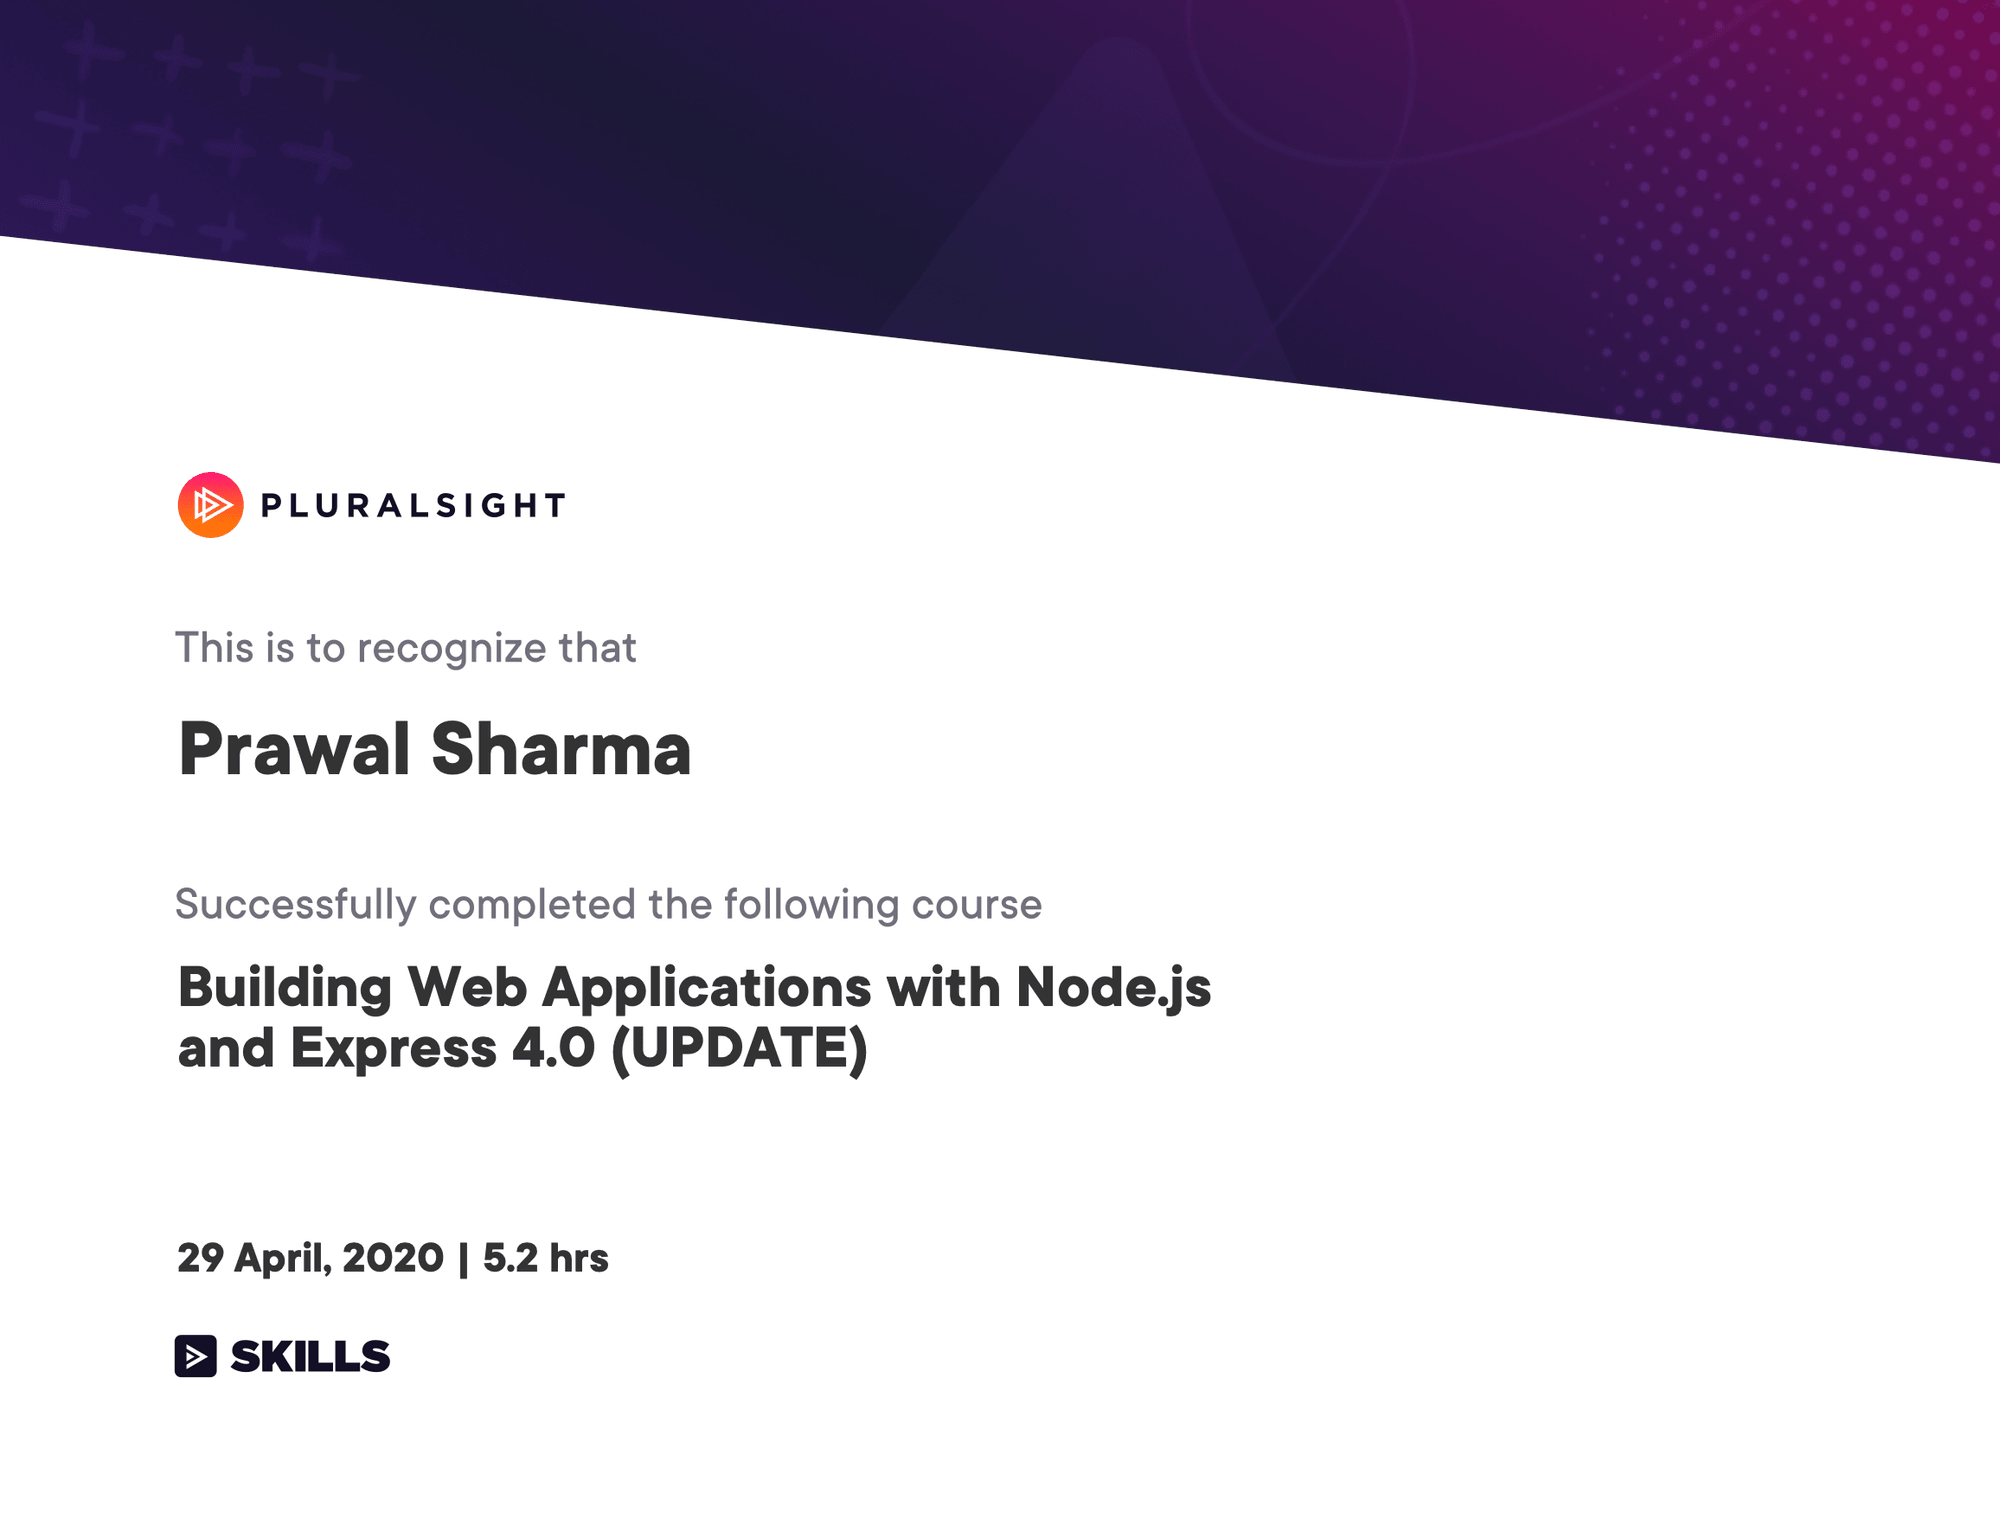 PLURALSIGHT
This is to recognize that
Prawal Sharma
Successfully completed the following course
Building Web Applications with Node.js
and Express 4.0 (UPDATE)
29 April, 2020 | 5.2 hrs
SKILLS